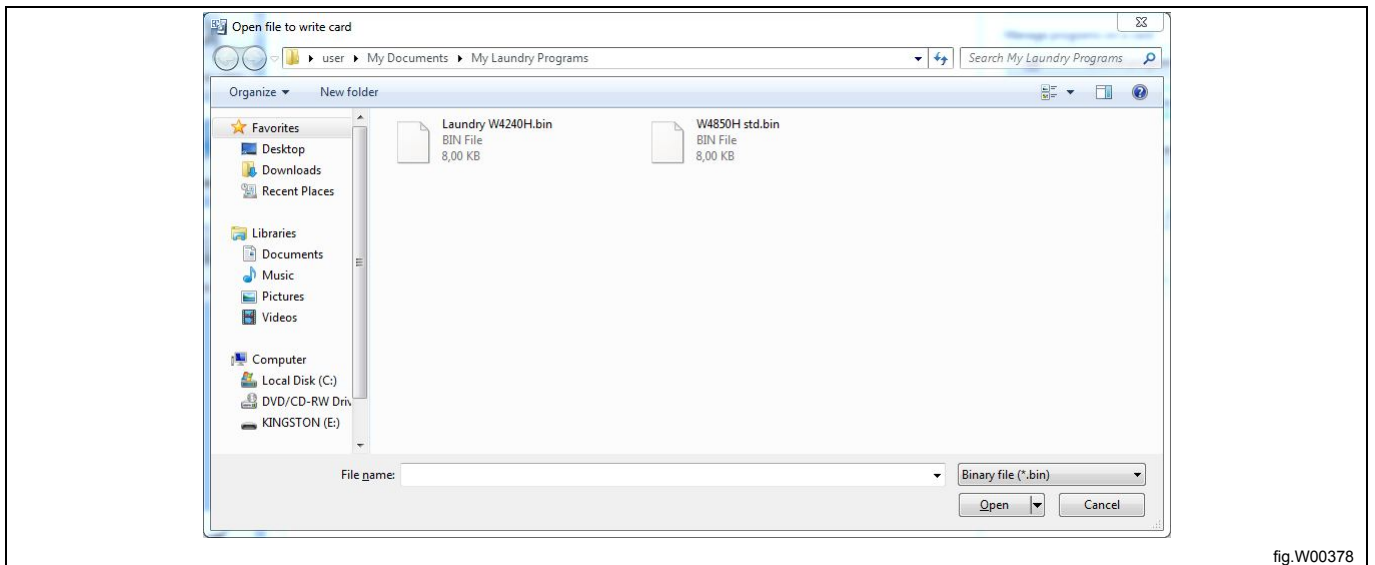 Open file to write card
user ▸ My Documents ▸ My Laundry Programs
Search My Laundry Programs
Organize
New folder
Favorites
Desktop
Downloads
Recent Places
Libraries
Documents
Music
Pictures
Videos
Computer
Local Disk (C:)
DVD/CD-RW Driv
KINGSTON (E:)
Laundry W4240H.bin
BIN File
8,00 KB
W4850H std.bin
BIN File
8,00 KB
File name:
Binary file (*.bin)
Open
Cancel
fig.W00378